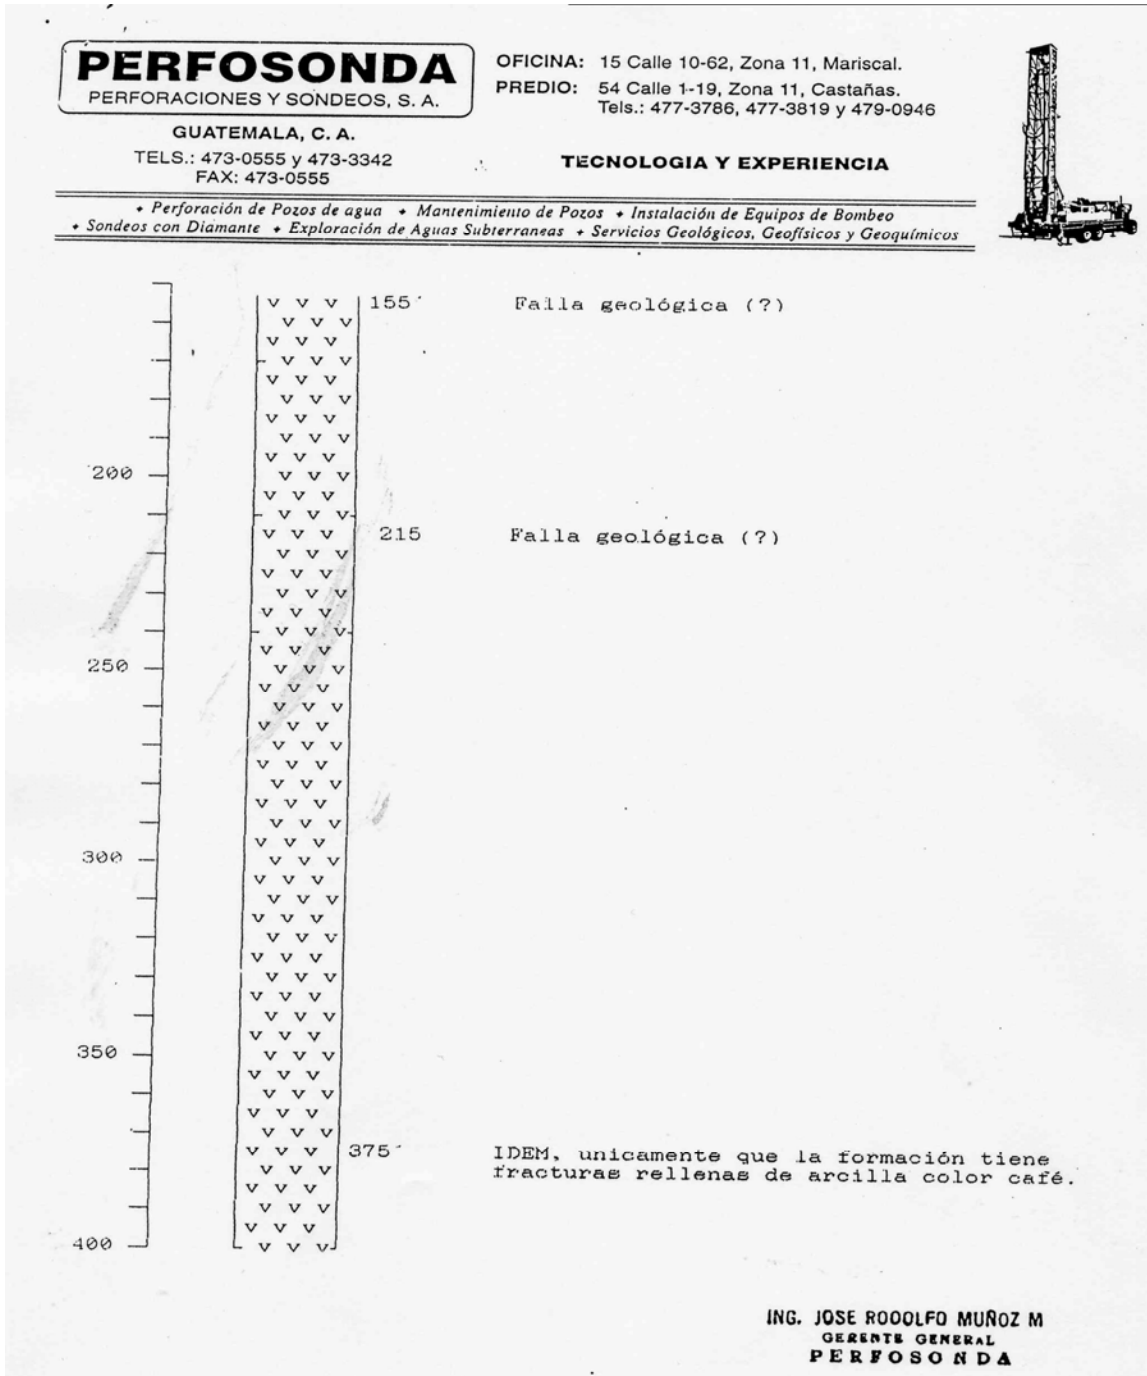 PERFOSONDA
PERFORACIONES Y SONDEOS, S. A.
GUATEMALA, C. A.
TELS.: 473-0555 y 473-3342
FAX: 473-0555
OFICINA: 15 Calle 10-62, Zona 11, Mariscal.
PREDIO: 54 Calle 1-19, Zona 11, Castañas.
Tels.: 477-3786, 477-3819 y 479-0946
TECNOLOGIA Y EXPERIENCIA
+ Perforación de Pozos de agua + Mantenimiento de Pozos + Instalación de Equipos de Bombeo
+ Sondeos con Diamante + Exploración de Aguas Subterraneas + Servicios Geológicos, Geofísicos y Geoquímicos
155' Falla geológica (?)
200
215 Falla geológica (?)
250
300
350
375' IDEM, unicamente que la formación tiene
fracturas rellenas de arcilla color café.
400
ING. JOSE RODOLFO MUÑOZ M
GERENTE GENERAL
PERFOSONDA